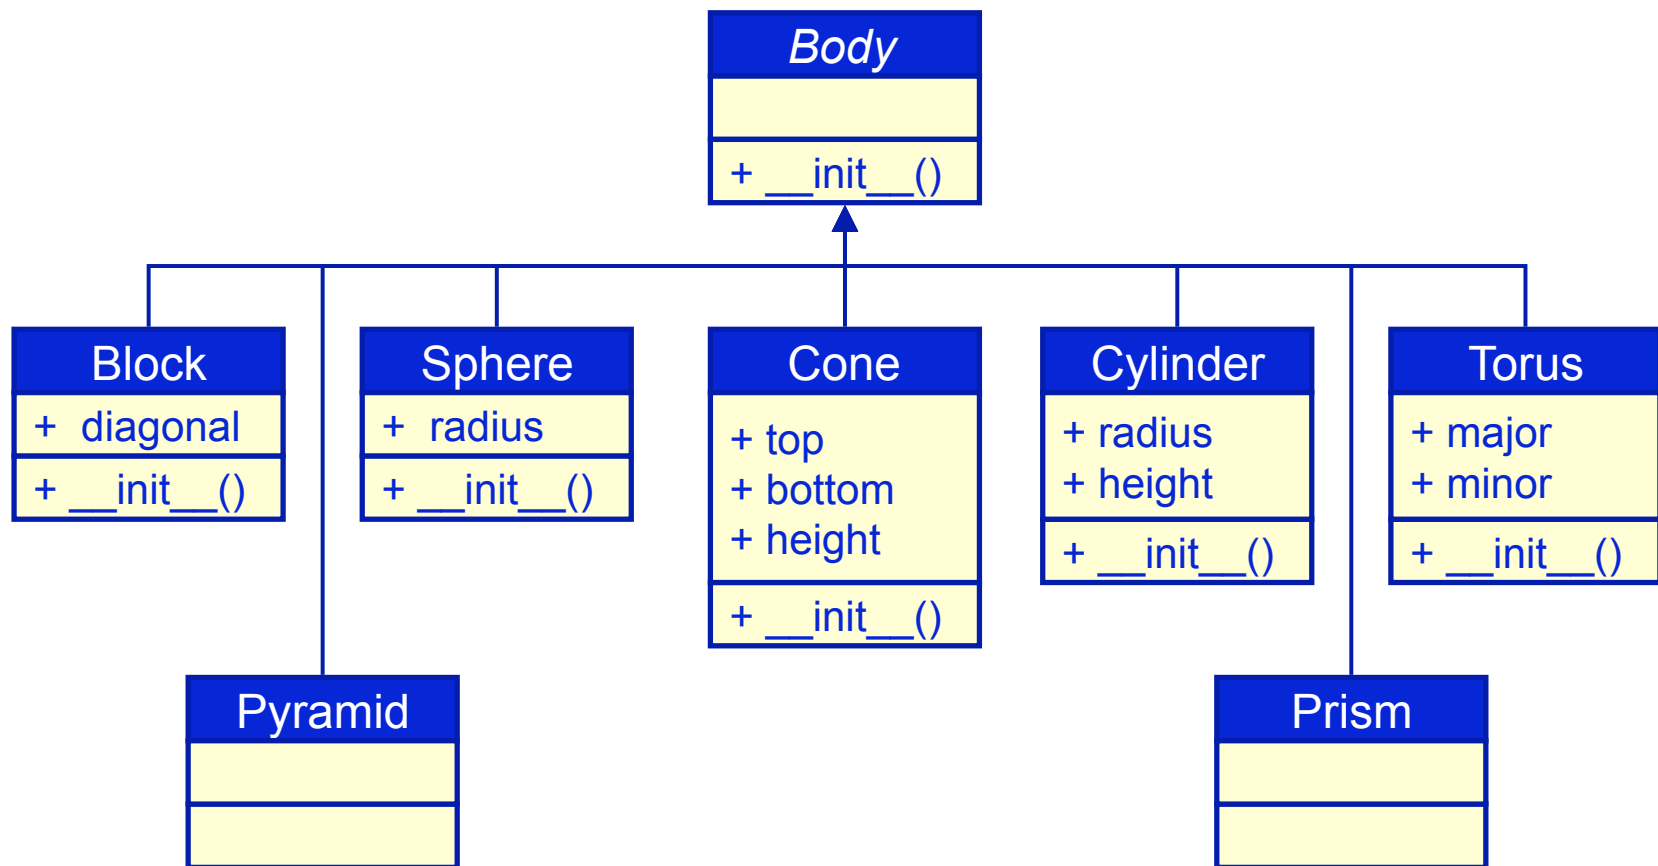 Body
+ __init__()
Block
+ diagonal
+ __init__()
Sphere
+ radius
+ __init__()
Cone
+ top
+ bottom
+ height
+ __init__()
Cylinder
+ radius
+ height
+ __init__()
Torus
+ major
+ minor
+ __init__()
Pyramid
Prism